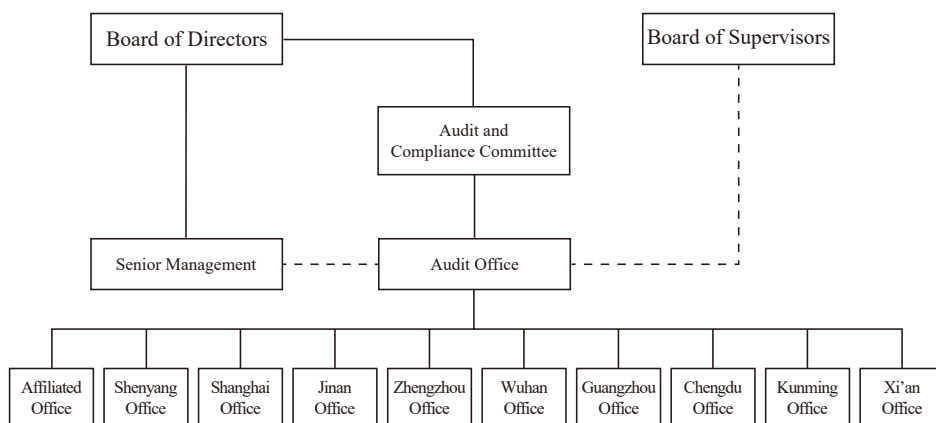 Board of Directors
Board of Supervisors
Audit and
Compliance Committee
Senior Management
Audit Office
Affiliated
Office
Shenyang
Office
Shanghai
Office
Jinan
Office
Zhengzhou
Office
Wuhan
Office
Guangzhou
Office
Chengdu
Office
Kunming
Office
Xi’an
Office